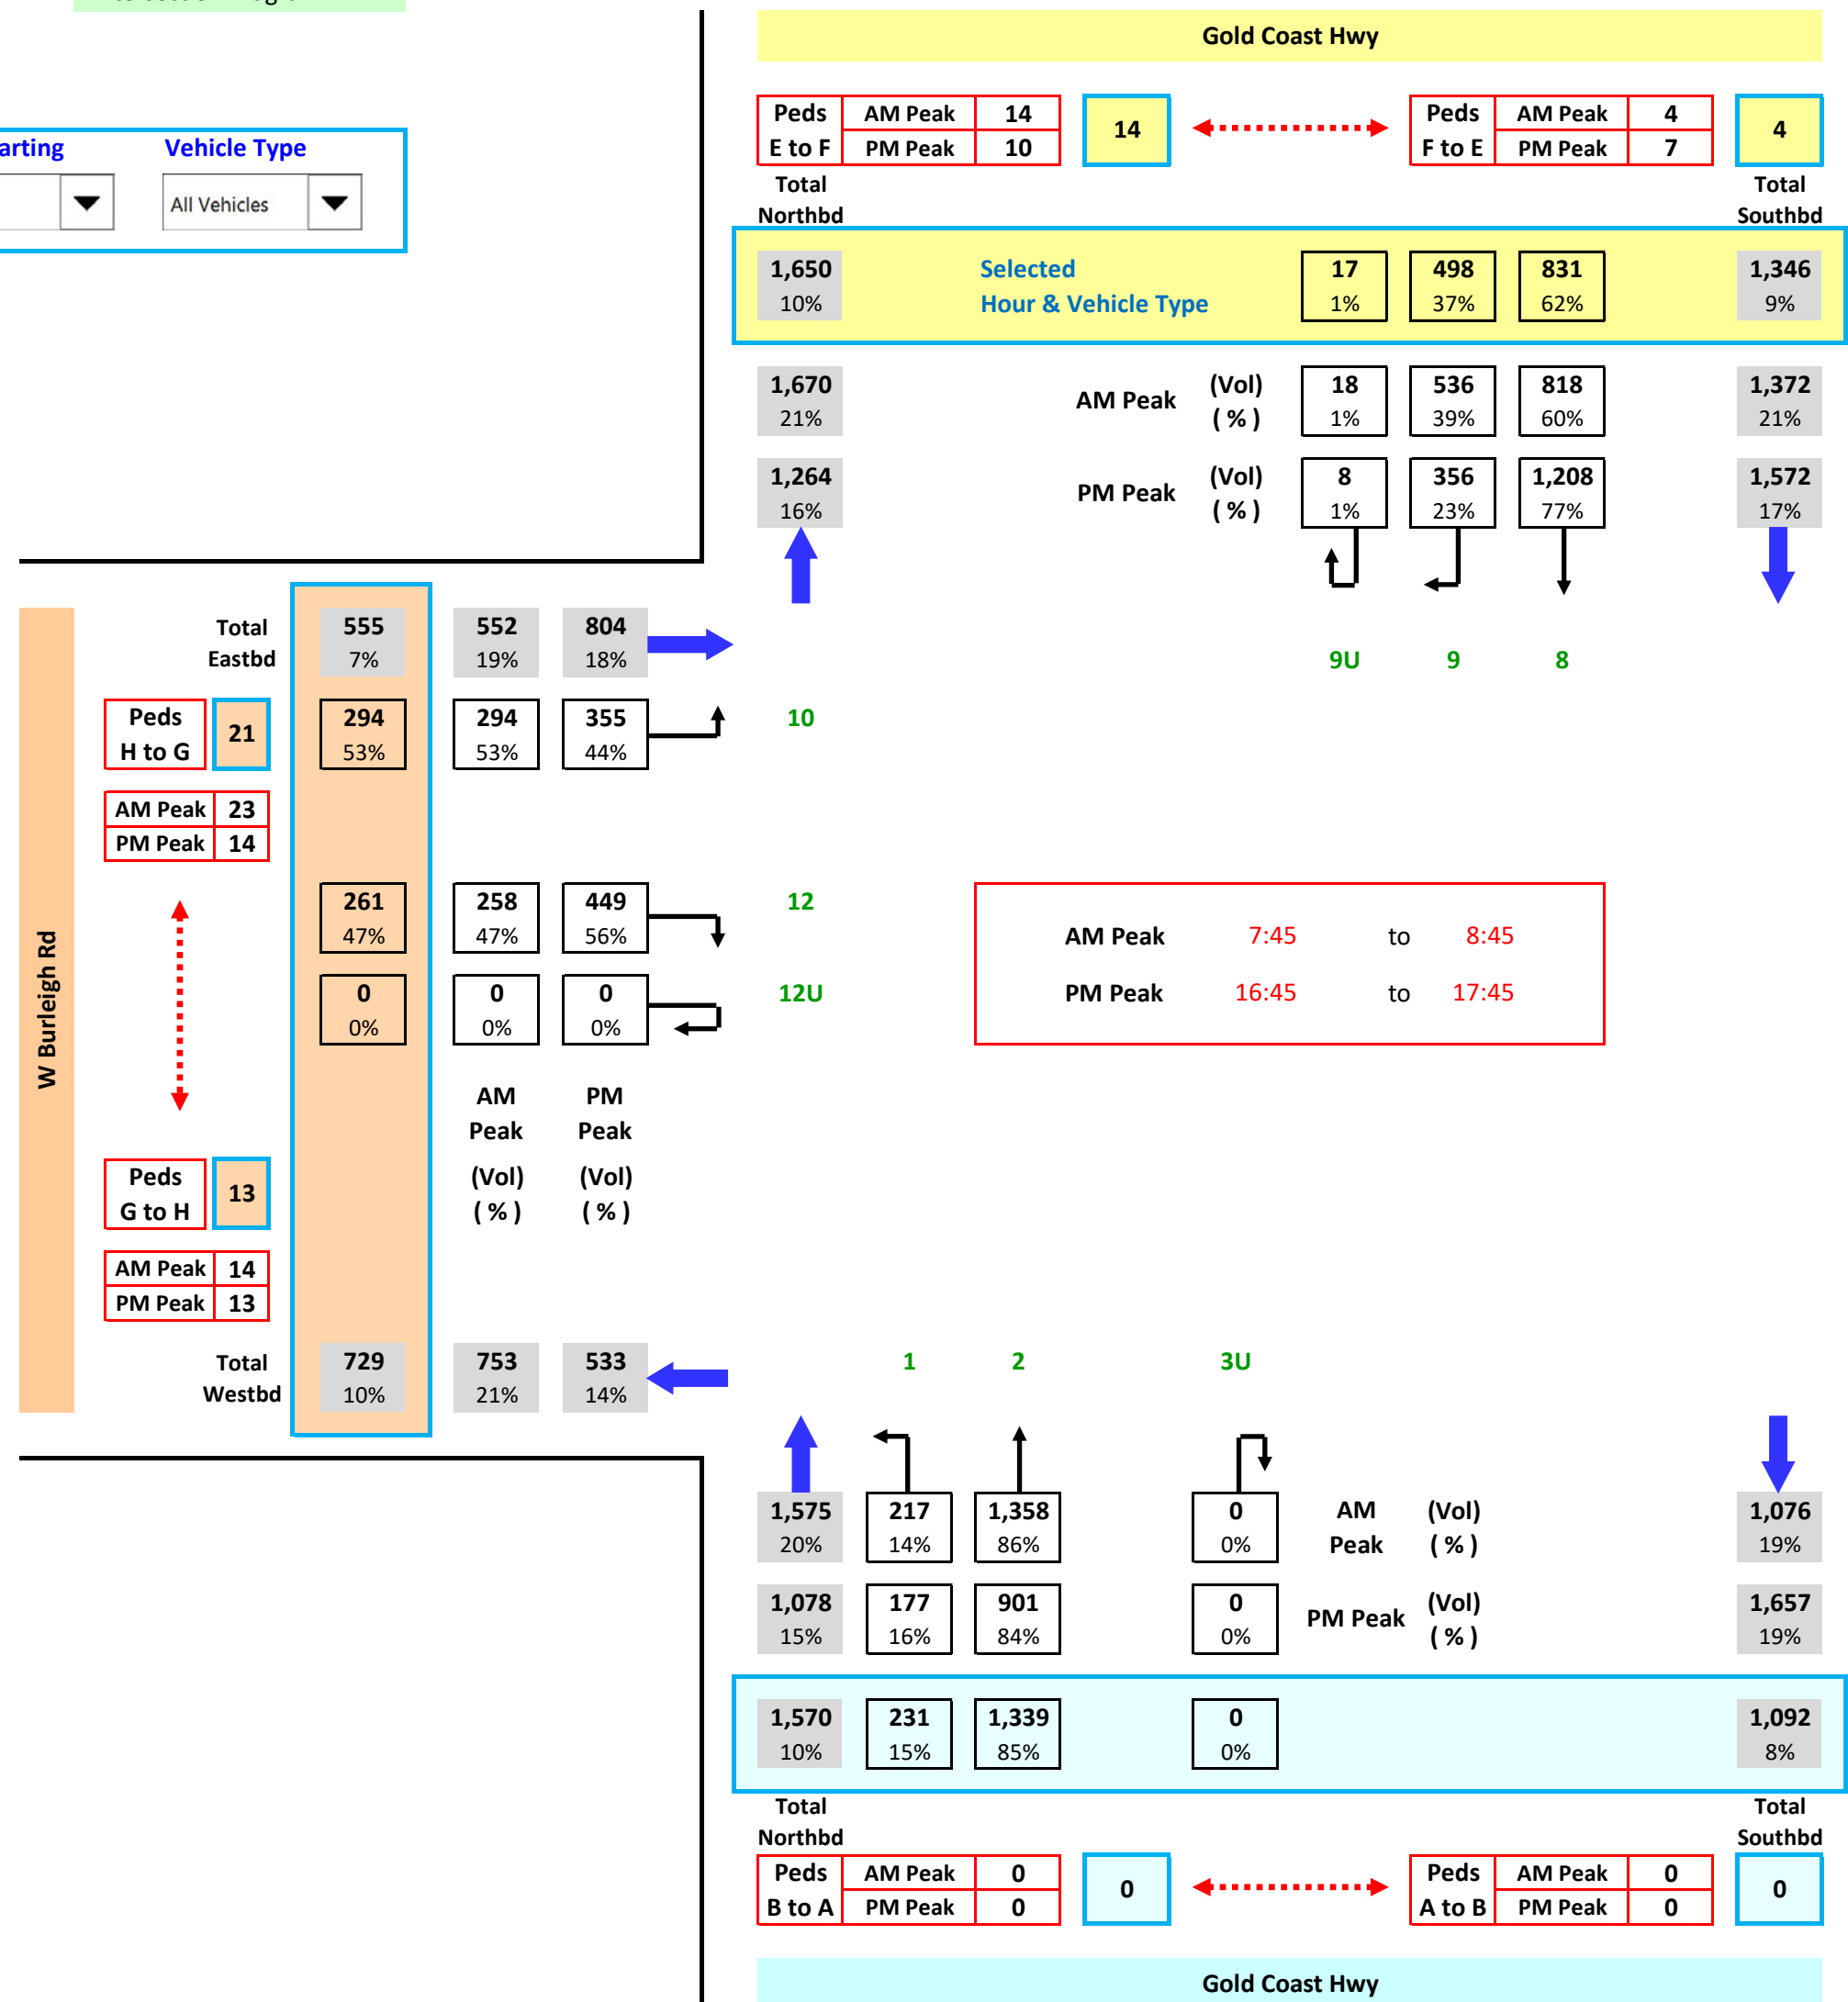 Gold Coast Hwy
Peds AM Peak 14 14 Peds AM Peak 4 4
E to F PM Peak 10 F to E PM Peak 7
arting Vehicle Type
All Vehicles
Total Total
Northbd Southbd
1,650 Selected 17 498 831 1,346
10% Hour & Vehicle Type 1% 37% 62% 9%
1,670 AM Peak (Vol) 18 536 818 1,372
21% ( % ) 1% 39% 60% 21%
1,264 PM Peak (Vol) 8 356 1,208 1,572
16% ( % ) 1% 23% 77% 17%
Total 555 552 804
Eastbd 7% 19% 18% 9U 9 8
Peds 21 294 294 355 10
H to G 53% 53% 44%
AM Peak 23
PM Peak 14
261 258 449 12
47% 47% 56%
AM Peak 7:45 to 8:45
W Burleigh Rd
0 0 0 12U PM Peak 16:45 to 17:45
0% 0% 0%
AM PM
Peak Peak
Peds 13 (Vol) (Vol)
G to H ( % ) ( % )
AM Peak 14
PM Peak 13
Total 729 753 533 1 2 3U
Westbd 10% 21% 14%
1,575 217 1,358 0 AM (Vol) 1,076
20% 14% 86% 0% Peak ( % ) 19%
1,078 177 901 0 PM Peak (Vol) 1,657
15% 16% 84% 0% ( % ) 19%
1,570 231 1,339 0 1,092
10% 15% 85% 0% 8%
Total Total
Northbd Southbd
Peds AM Peak 0 0 Peds AM Peak 0 0
B to A PM Peak 0 A to B PM Peak 0
Gold Coast Hwy